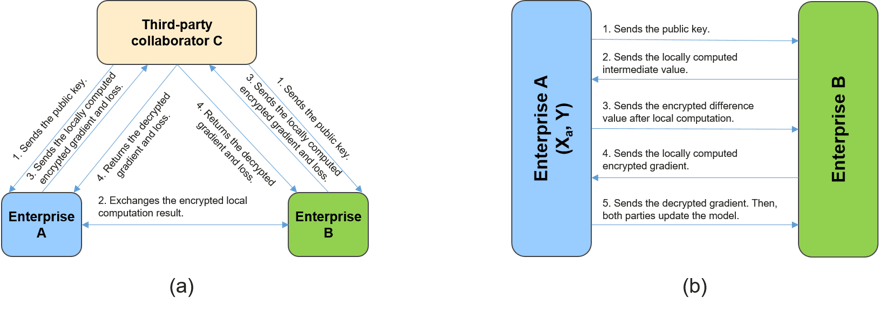 Third-party
collaborator C
1. Sends the public key.
3. Sends the locally computed
encrypted gradient and loss.
4. Returns the decrypted
gradient and loss.
4. Returns the decrypted
gradient and loss.
3. Sends the locally computed
encrypted gradient and loss.
1. Sends the public key.
2. Exchanges the encrypted local
computation result.
Enterprise
A
Enterprise
B
(a)
Enterprise A
(Xa, Y)
1. Sends the public key.
2. Sends the locally computed
intermediate value.
3. Sends the encrypted difference
value after local computation.
4. Sends the locally computed
encrypted gradient.
5. Sends the decrypted gradient. Then,
both parties update the model.
Enterprise B
(b)